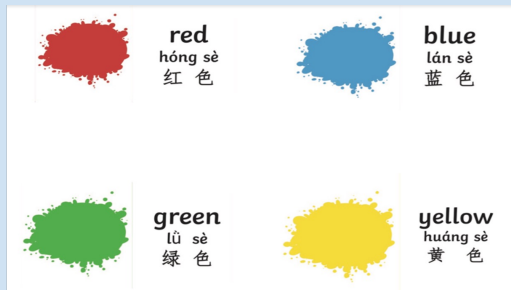 red
hóng sè
红 色
blue
lán sè
蓝 色
green
lǜ sè
绿 色
yellow
huáng sè
黄 色